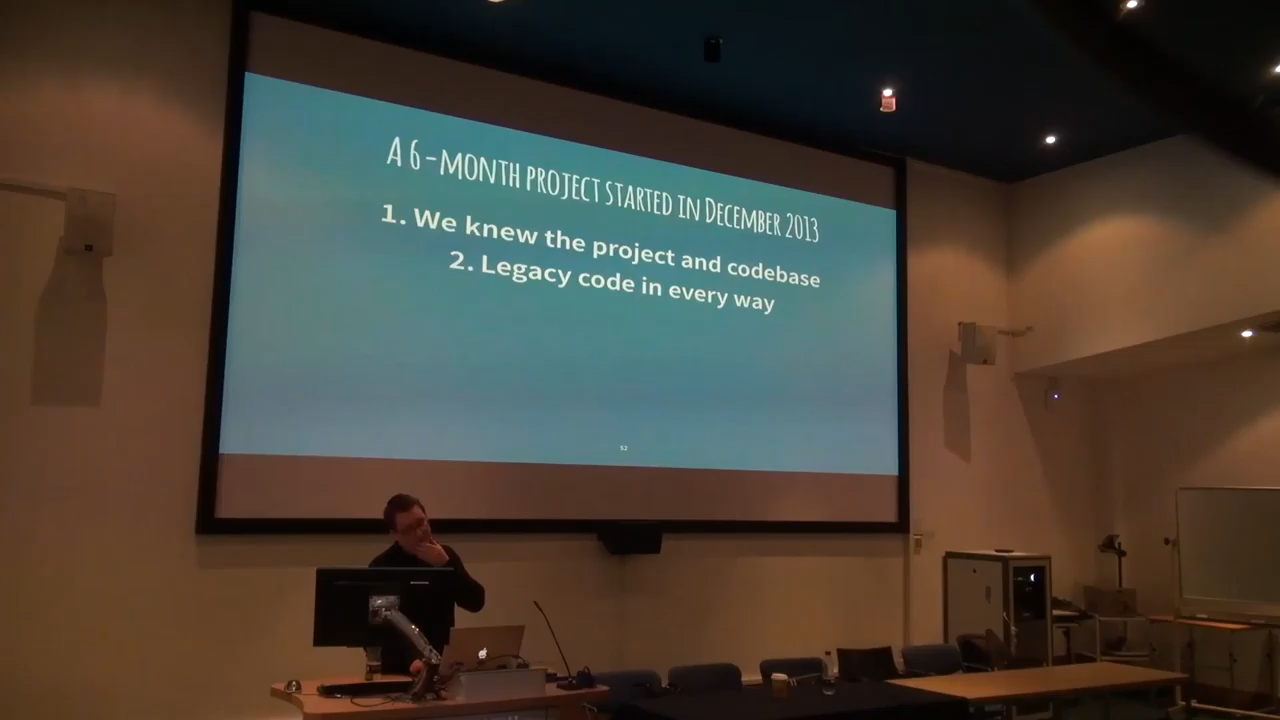 A 6-MONTH PROJECT STARTED IN DECEMBER 2013
1. We knew the project and codebase
2. Legacy code in every way
52